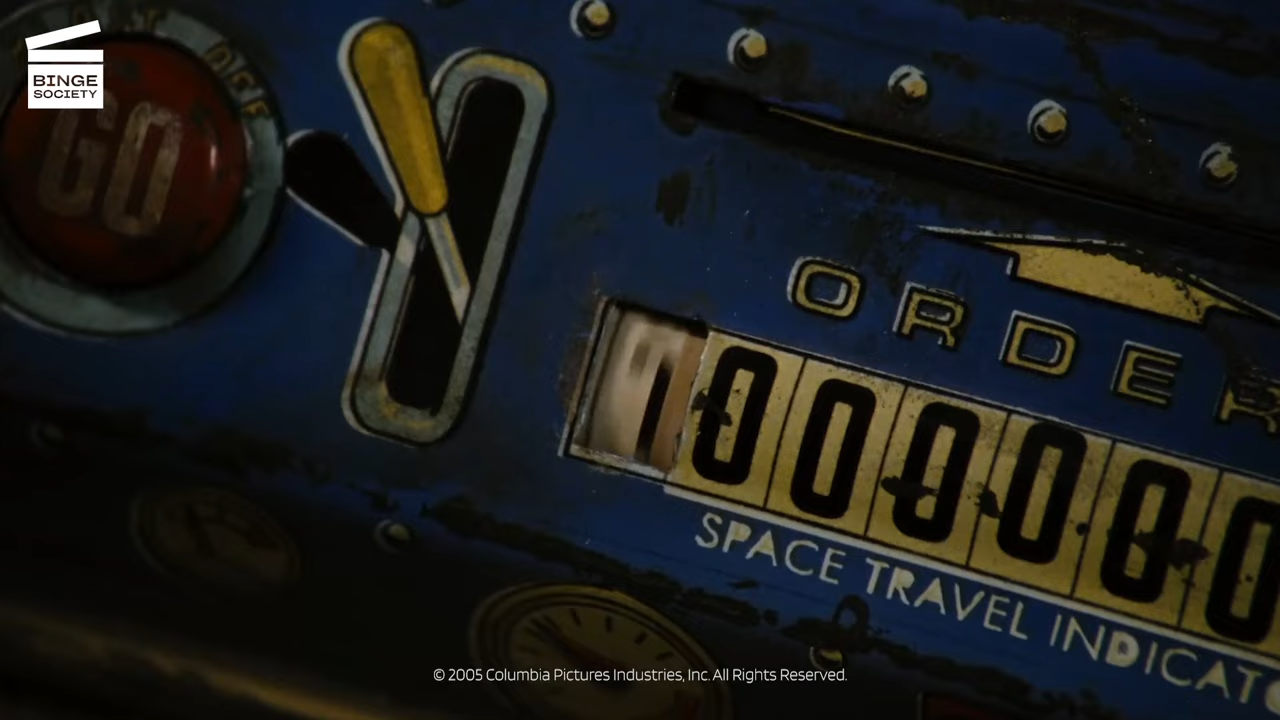 BINGE
SOCIETY
GO
ORDER
000000
SPACE TRAVEL INDICATO
© 2005 Columbia Pictures Industries, Inc. All Rights Reserved.